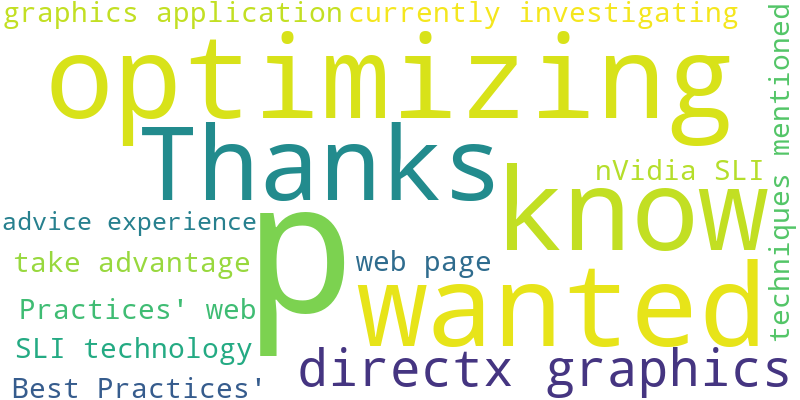 graphics application
currently investigating
optimizing
techniques mentioned
Thanks
nVidia SLI
know
advice experience
p
take advantage
web page
wanted
Practices' web
SLI technology
directx graphics
Best Practices'